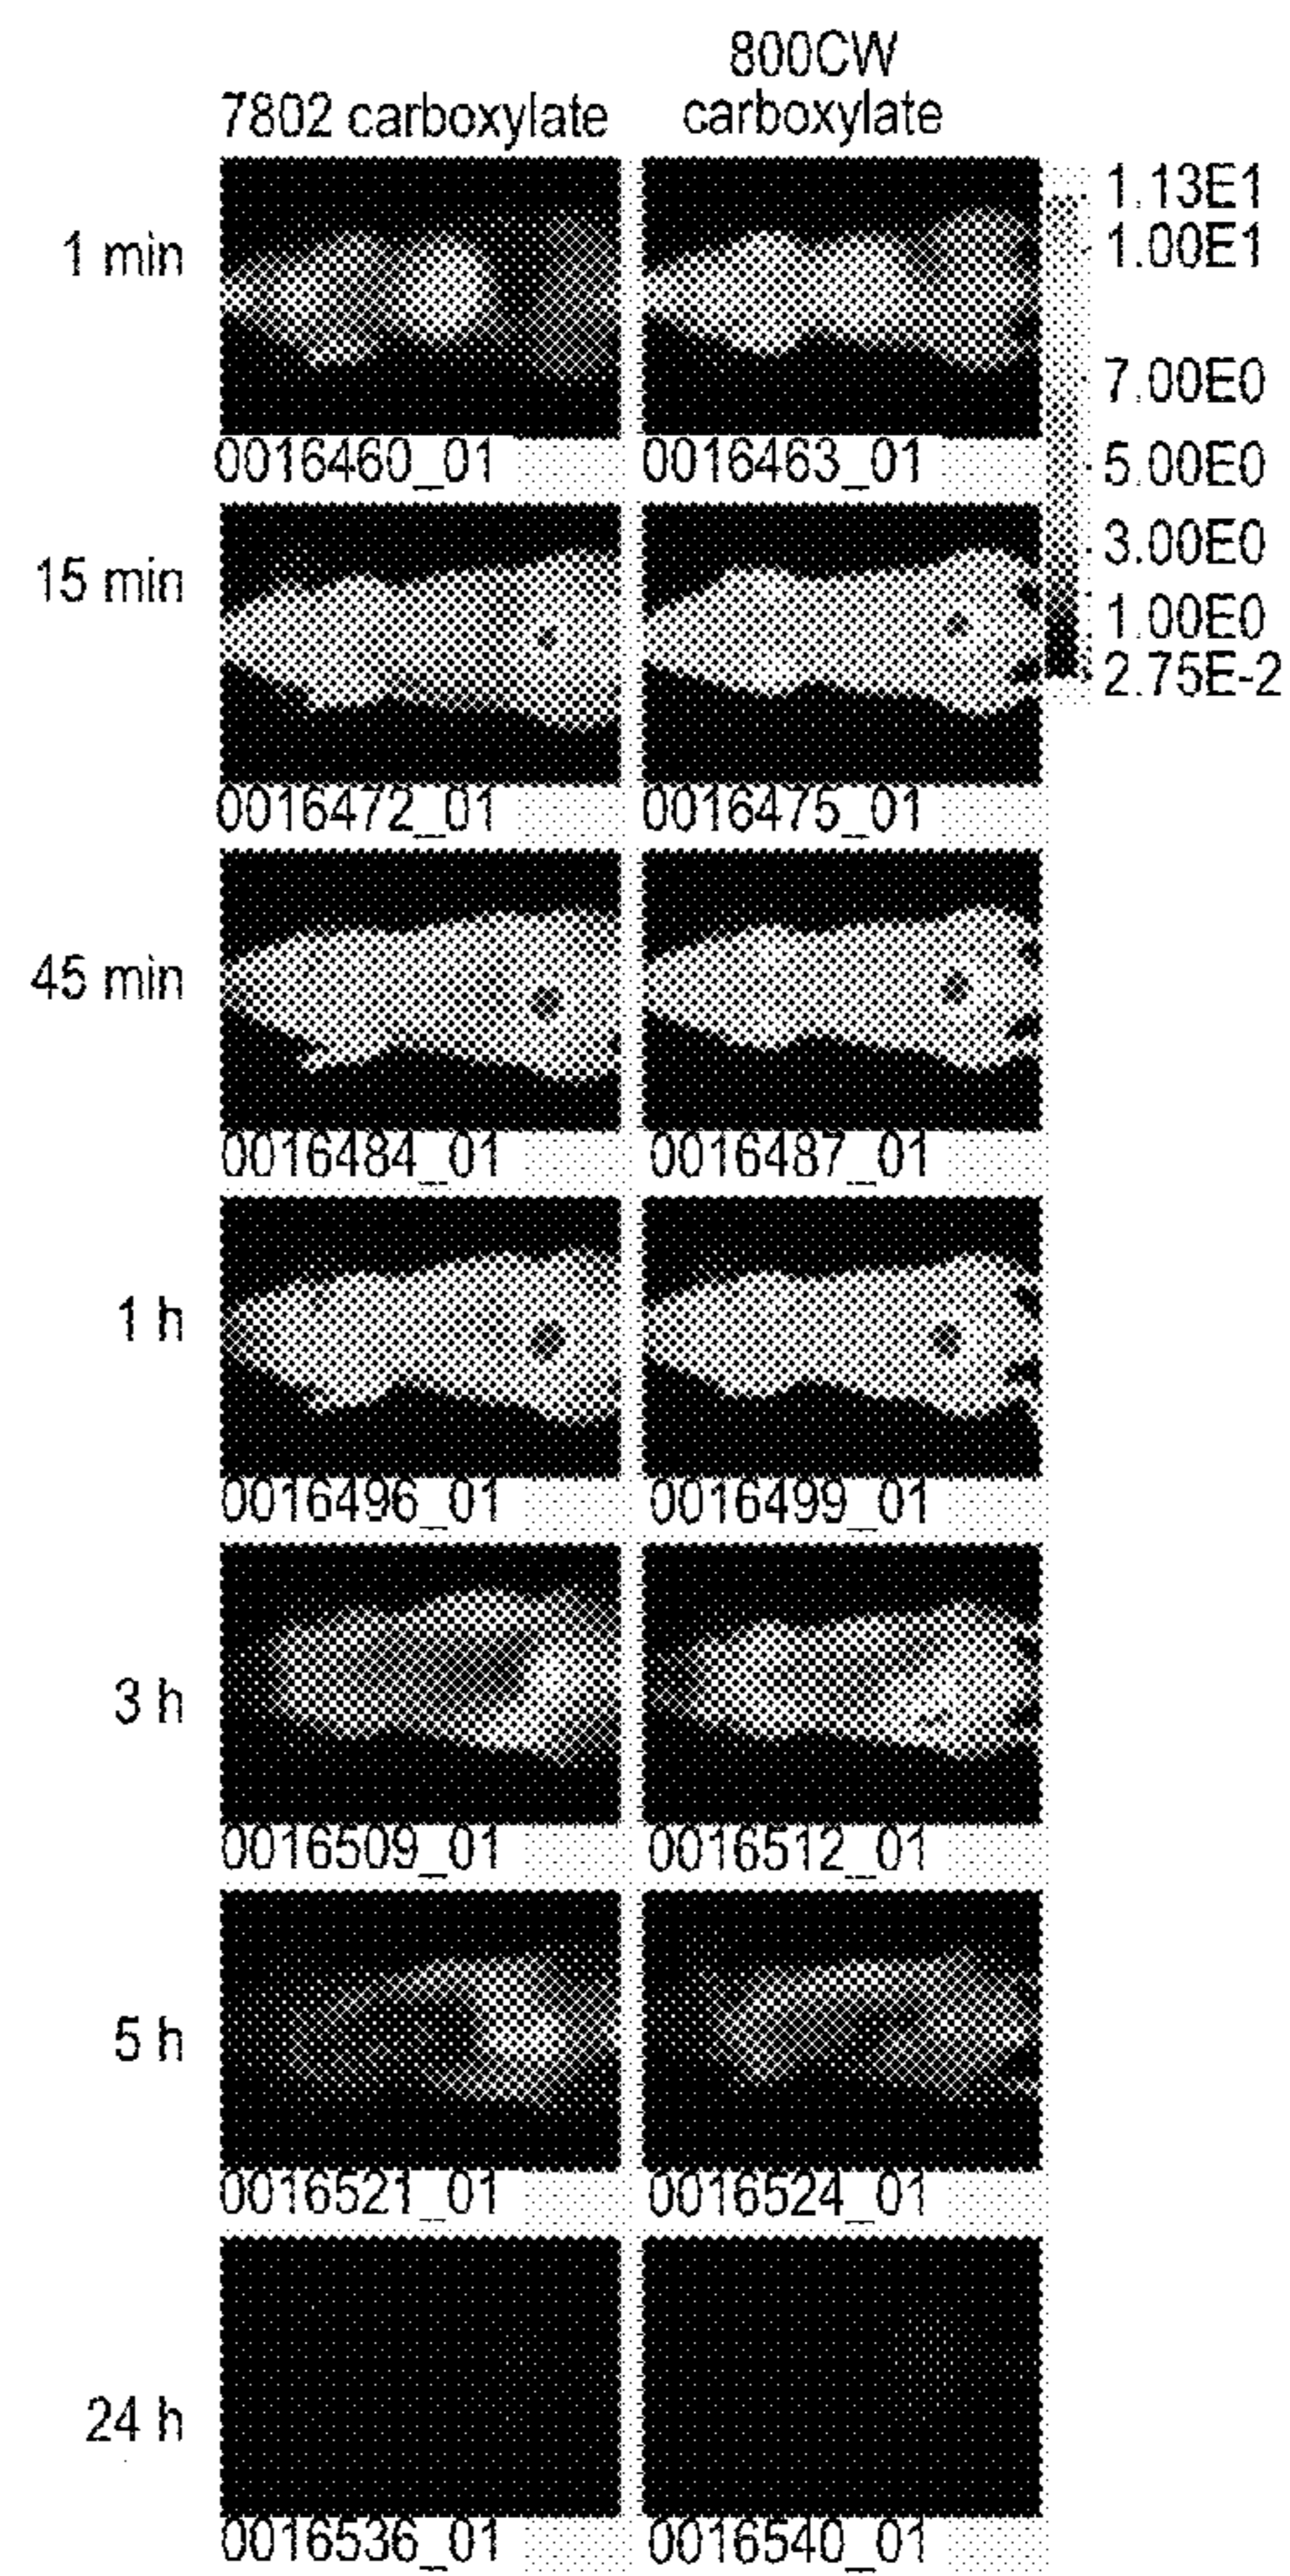 800CW
7802 carboxylate carboxylate
1 min
1.13E1
1.00E1
7.00E0
5.00E0
3.00E0
1.00E0
2.75E-2
0016460_01 0016463_01
15 min
0016472_01 0016475_01
45 min
0016484_01 0016487_01
1 h
0016496_01 0016499_01
3 h
0016509_01 0016512_01
5 h
0016521_01 0016524_01
24 h
0016536_01 0016540_01